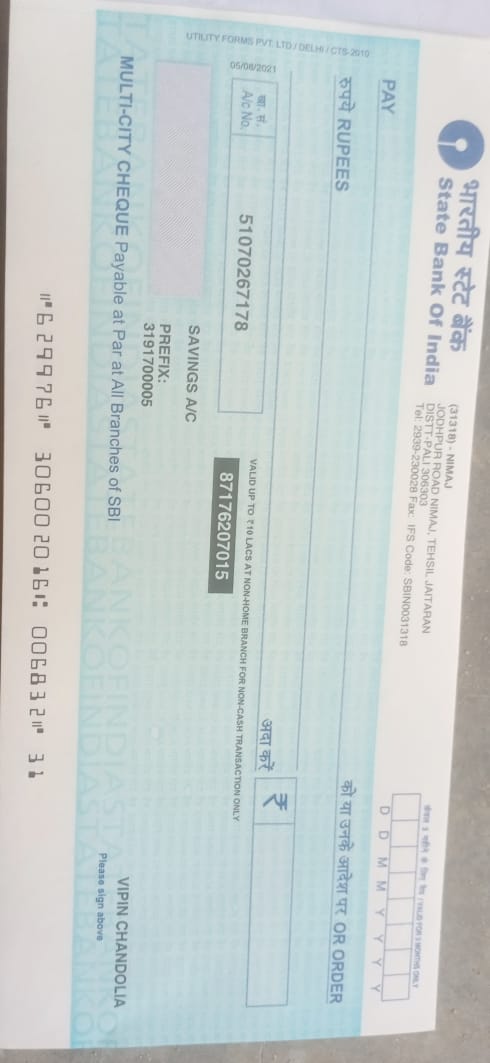 भारतीय स्टेट बैंक
State Bank Of India
(31318) - NIMAJ
JODHPUR ROAD NIMAJ, TEHSIL JAITARAN
DISTT-PALI 306303
Tel: 2939-230028 Fax: IFS Code: SBIN0031318
केवल 3 महीने के लिए वैध / VALID FOR 3 MONTHS ONLY
D D M M Y Y Y Y
PAY
को या उनके आदेश पर OR ORDER
रुपये RUPEES
अदा करें
₹
05/08/2021
खा. सं.
A/c No.
51070267178
VALID UP TO ₹10 LACS AT NON-HOME BRANCH FOR NON-CASH TRANSACTION ONLY
87176207015
SAVINGS A/C
PREFIX:
3191700005
VIPIN CHANDOLIA
MULTI-CITY CHEQUE Payable at Par at All Branches of SBI
Please sign above
UTILITY FORMS PVT. LTD / DELHI / CTS-2010
⑈629976⑈ 306002016⑆ 006832⑈ 31